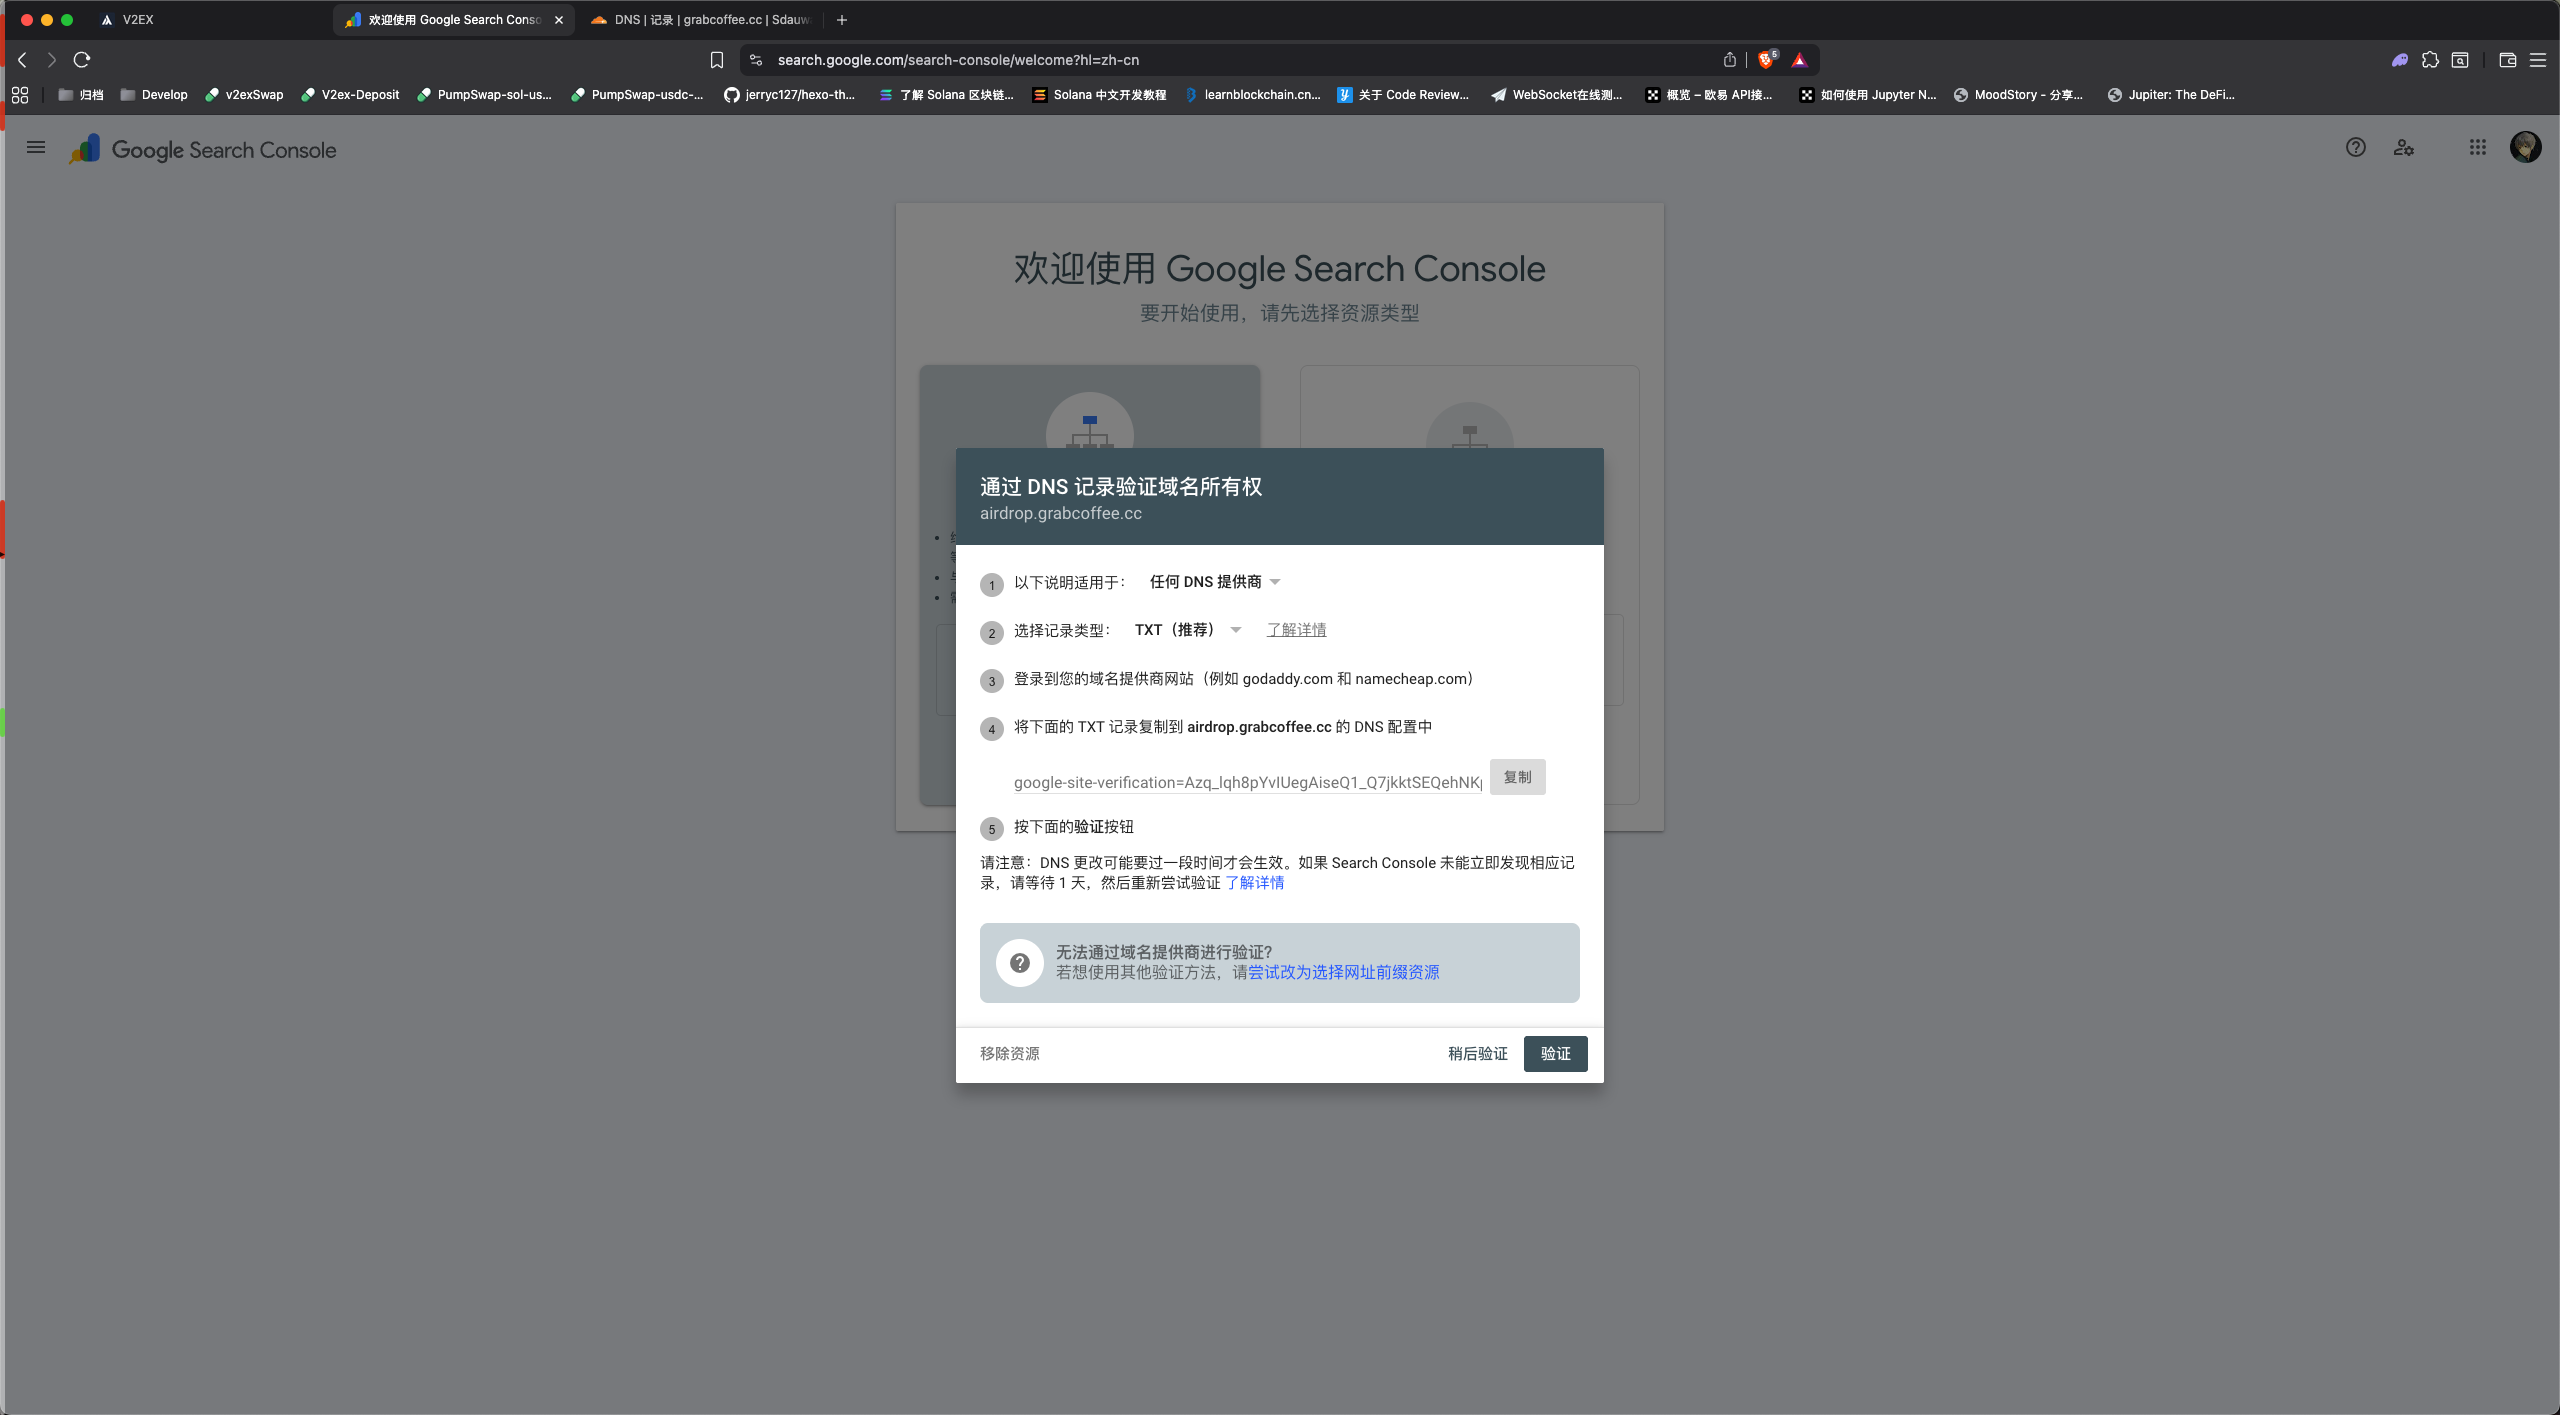 V2EX
欢迎使用 Google Search Conso
DNS | 记录 | grabcoffee.cc | Sdauw
search.google.com/search-console/welcome?hl=zh-cn
5
归档
Develop
v2exSwap
V2ex-Deposit
PumpSwap-sol-us...
PumpSwap-usdc-...
jerryc127/hexo-th...
了解 Solana 区块链...
Solana 中文开发教程
learnblockchain.cn...
关于 Code Review...
WebSocket在线测...
概览 – 欧易 API接...
如何使用 Jupyter N...
MoodStory - 分享...
Jupiter: The DeFi...
Google Search Console
欢迎使用 Google Search Console
要开始使用，请先选择资源类型
通过 DNS 记录验证域名所有权
airdrop.grabcoffee.cc
1 以下说明适用于： 任何 DNS 提供商
2 选择记录类型： TXT（推荐） 了解详情
3 登录到您的域名提供商网站（例如 godaddy.com 和 namecheap.com）
4 将下面的 TXT 记录复制到 airdrop.grabcoffee.cc 的 DNS 配置中
google-site-verification=Azq_lqh8pYvIUegAiseQ1_Q7jkktSEQehNK
复制
5 按下面的验证按钮
请注意：DNS 更改可能要过一段时间才会生效。如果 Search Console 未能立即发现相应记
录，请等待 1 天，然后重新尝试验证 了解详情
无法通过域名提供商进行验证?
若想使用其他验证方法，请尝试改为选择网址前缀资源
移除资源
稍后验证
验证